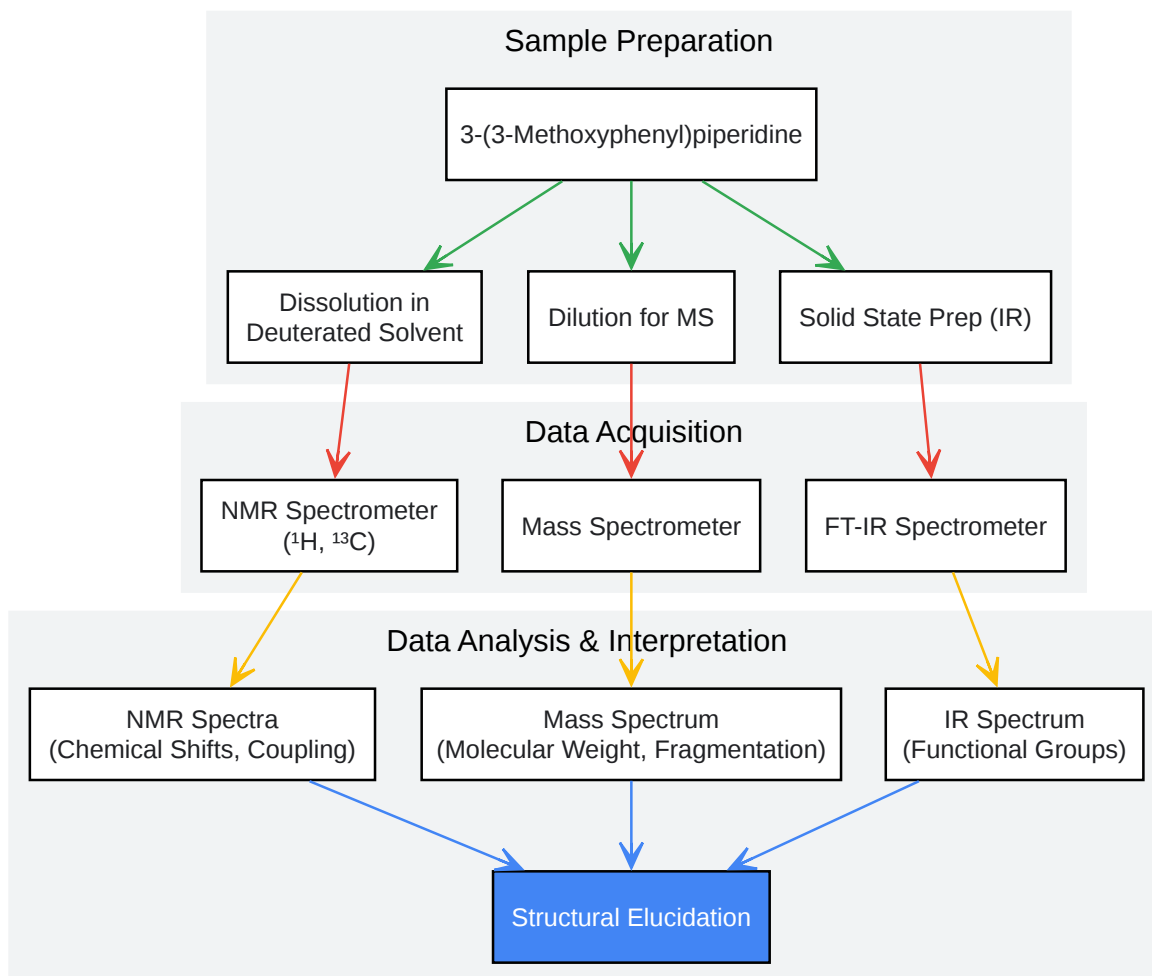 Sample Preparation
3-(3-Methoxyphenyl)piperidine
Dissolution in
Deuterated Solvent
Dilution for MS
Solid State Prep (IR)
Data Acquisition
NMR Spectrometer
(¹H, ¹³C)
Mass Spectrometer
FT-IR Spectrometer
Data Analysis & Interpretation
NMR Spectra
(Chemical Shifts, Coupling)
Mass Spectrum
(Molecular Weight, Fragmentation)
IR Spectrum
(Functional Groups)
Structural Elucidation